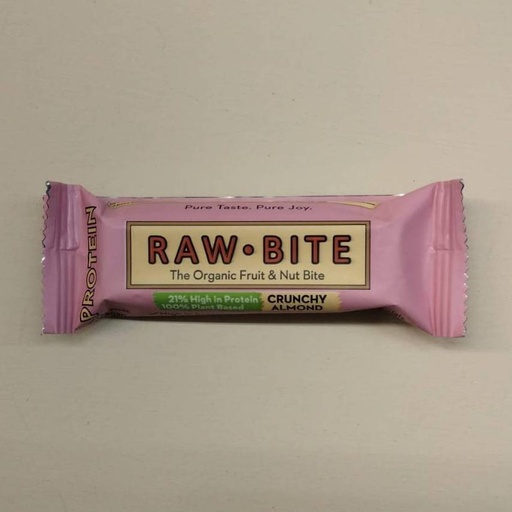 Pure Taste. Pure Joy.
PROTEIN
RAW•BITE
The Organic Fruit & Nut Bite
21% High in Protein
100% Plant Based
CRUNCHY
ALMOND